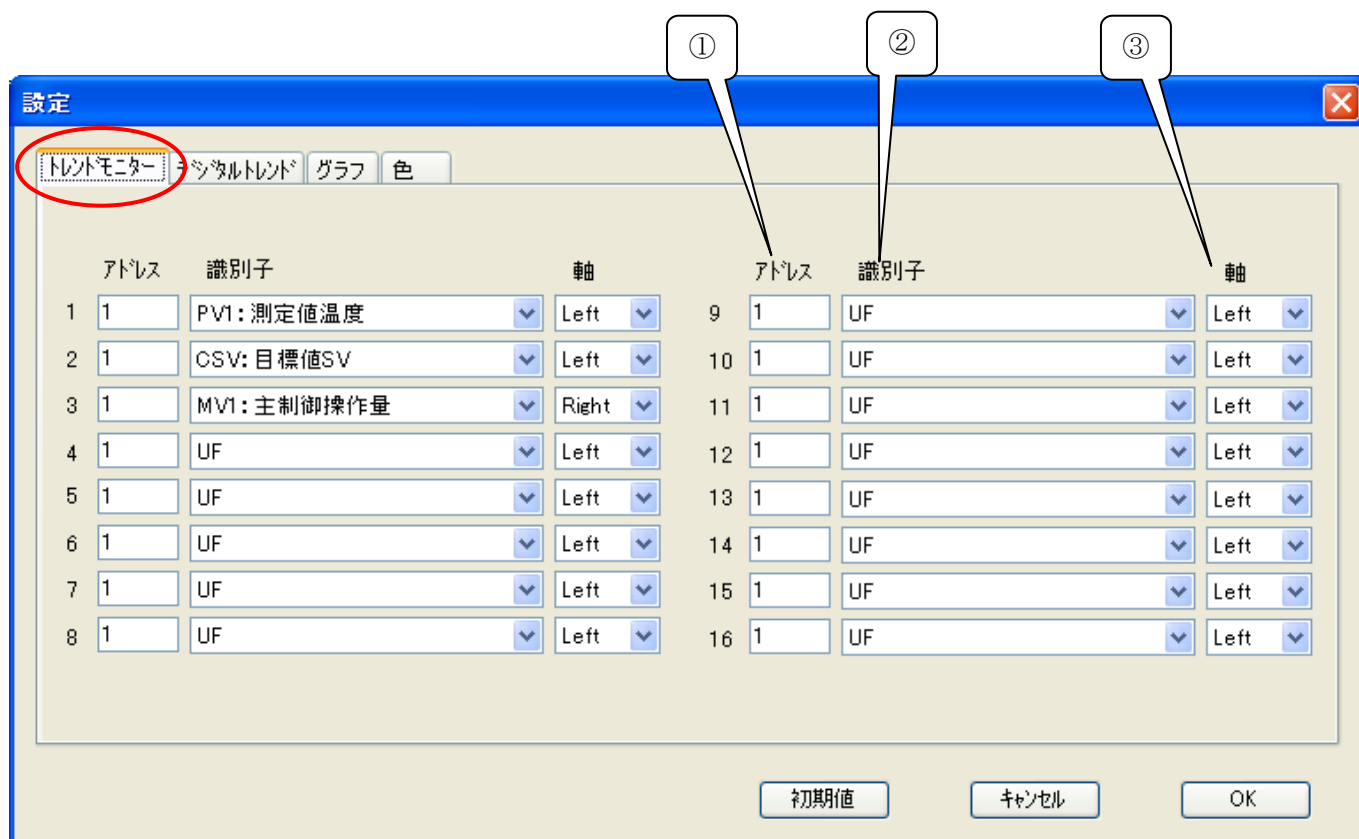 ① ② ③
設定
トレンドモニター デジタルトレンド グラフ 色
アドレス 識別子 軸 アドレス 識別子 軸
1 1 PV1:測定値温度 Left 9 1 UF Left
2 1 CSV:目標値SV Left 10 1 UF Left
3 1 MV1:主制御操作量 Right 11 1 UF Left
4 1 UF Left 12 1 UF Left
5 1 UF Left 13 1 UF Left
6 1 UF Left 14 1 UF Left
7 1 UF Left 15 1 UF Left
8 1 UF Left 16 1 UF Left
初期値 キャンセル OK